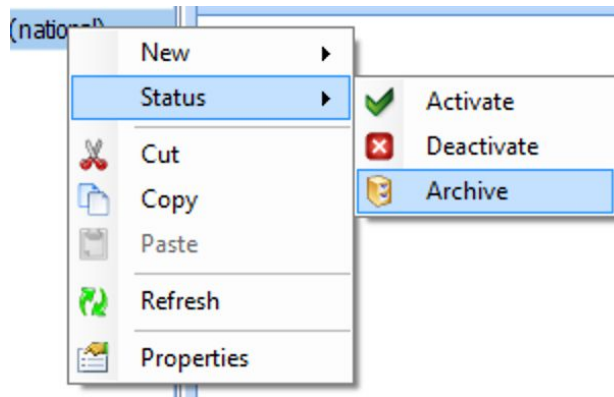 (national)
New
Status
Activate
Cut
Deactivate
Copy
Archive
Paste
Refresh
Properties